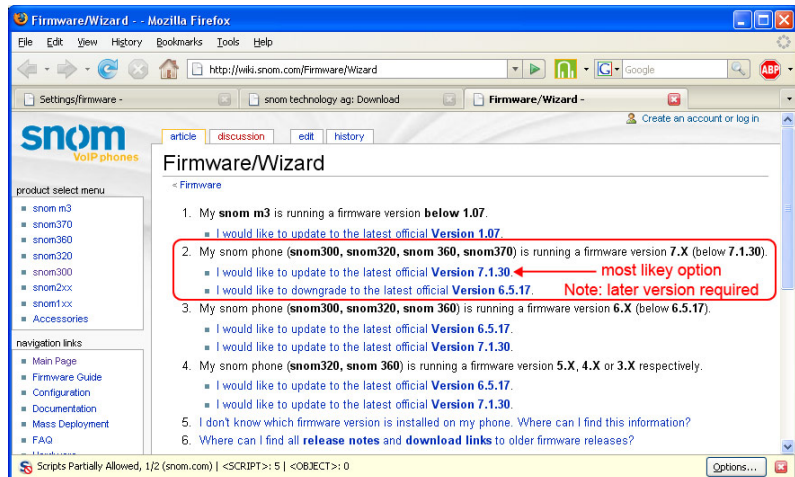 Firmware/Wizard - - Mozilla Firefox
File Edit View History Bookmarks Tools Help
http://wiki.snom.com/Firmware/Wizard
G Google
ABP
Settings/firmware -
snom technology ag: Download
Firmware/Wizard -
Create an account or log in
snom
VoIP phones
article discussion edit history
Firmware/Wizard
< Firmware
product select menu
snom m3
snom370
snom360
snom320
snom300
snom2xx
snom1xx
Accessories
navigation links
Main Page
Firmware Guide
Configuration
Documentation
Mass Deployment
FAQ
1. My snom m3 is running a firmware version below 1.07.
I would like to update to the latest official Version 1.07.
2. My snom phone (snom300, snom320, snom 360, snom370) is running a firmware version 7.X (below 7.1.30).
I would like to update to the latest official Version 7.1.30.
most likey option
I would like to downgrade to the latest official Version 6.5.17.
Note: later version required
3. My snom phone (snom300, snom320, snom 360) is running a firmware version 6.X (below 6.5.17).
I would like to update to the latest official Version 6.5.17.
I would like to update to the latest official Version 7.1.30.
4. My snom phone (snom320, snom 360) is running a firmware version 5.X, 4.X or 3.X respectively.
I would like to update to the latest official Version 6.5.17.
I would like to update to the latest official Version 7.1.30.
5. I don't know which firmware version is installed on my phone. Where can I find this information?
6. Where can I find all release notes and download links to older firmware releases?
Scripts Partially Allowed, 1/2 (snom.com) | <SCRIPT>: 5 | <OBJECT>: 0
Options...